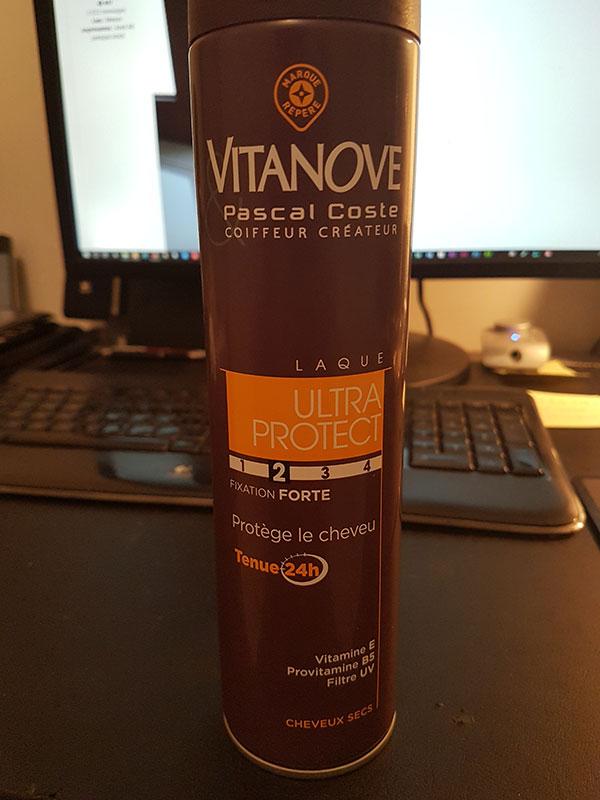 MARQUE REPÈRE
VITANOVE
& Pascal Coste
COIFFEUR CRÉATEUR
LAQUE
ULTRA
PROTECT
1 2 3 4
FIXATION FORTE
Protège le cheveu
Tenue 24h
Vitamine E
Provitamine B5
Filtre UV
CHEVEUX SECS